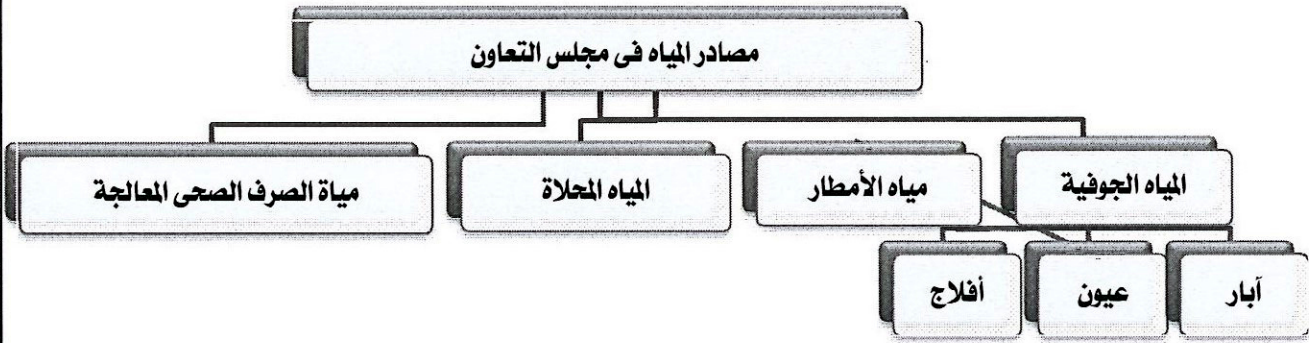 مصادر المياه فى مجلس التعاون
المياه الجوفية
مياه الأمطار
المياه المحلاة
مياة الصرف الصحى المعالجة
آبار
عيون
أفلاج